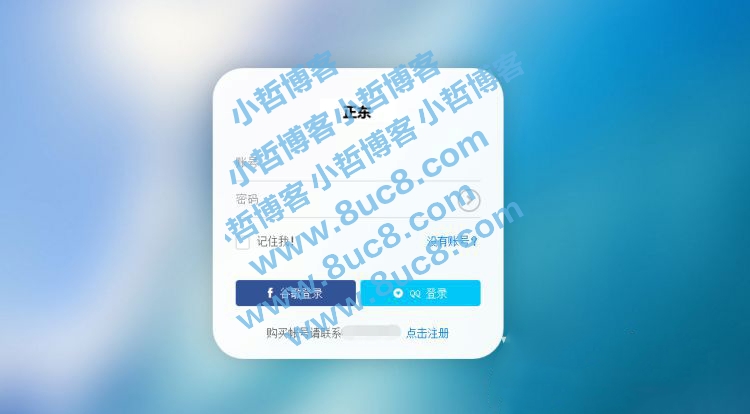 小哲博客
小哲博客
正东
小哲博客
小哲博客
小哲博客
账号
密码
哲博客
www.8uc8.com
记住我!
没有账号?
www.8uc8.com
f 谷歌登录
QQ 登录
www.8uc8.com
购买帐号请联系
点击注册